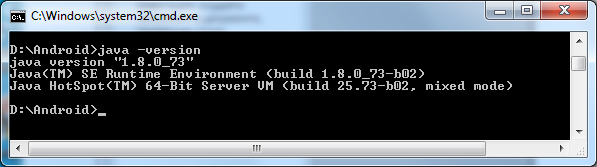 C:\Windows\system32\cmd.exe
D:\Android>java -version
java version "1.8.0_73"
Java(TM) SE Runtime Environment (build 1.8.0_73-b02)
Java HotSpot(TM) 64-Bit Server VM (build 25.73-b02, mixed mode)
D:\Android>_